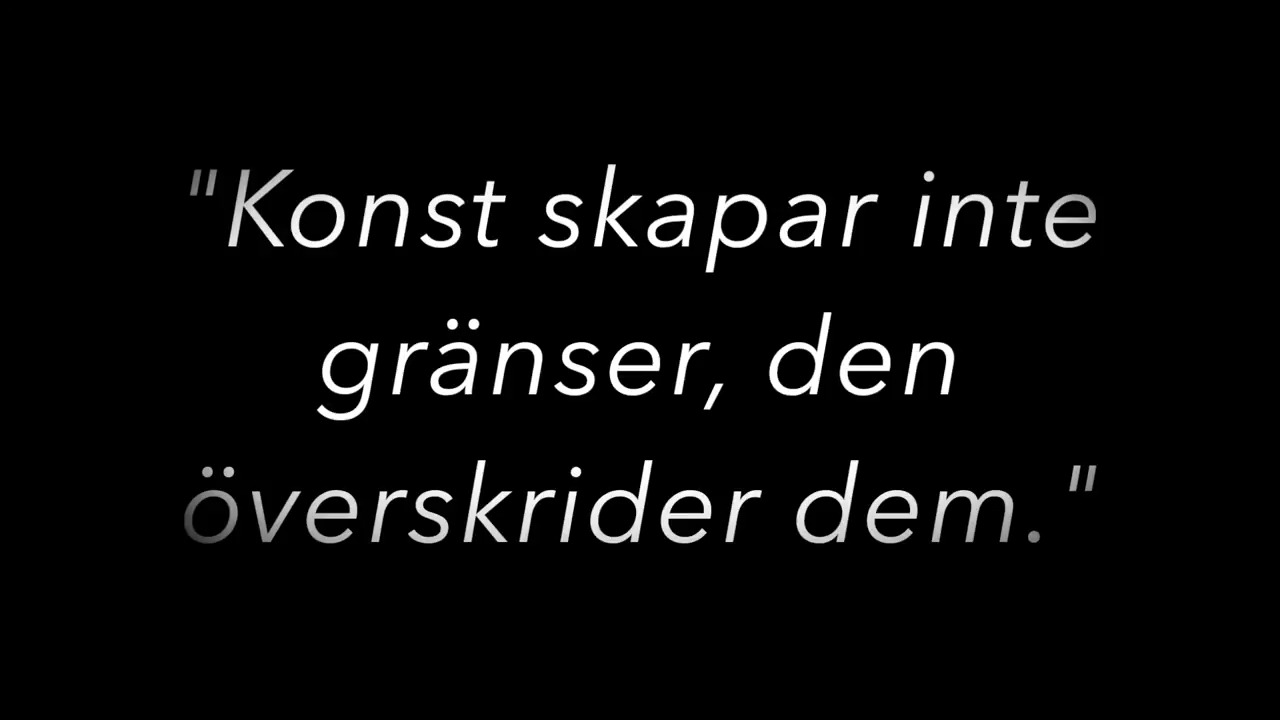 "Konst skapar inte
gränser, den
överskrider dem."